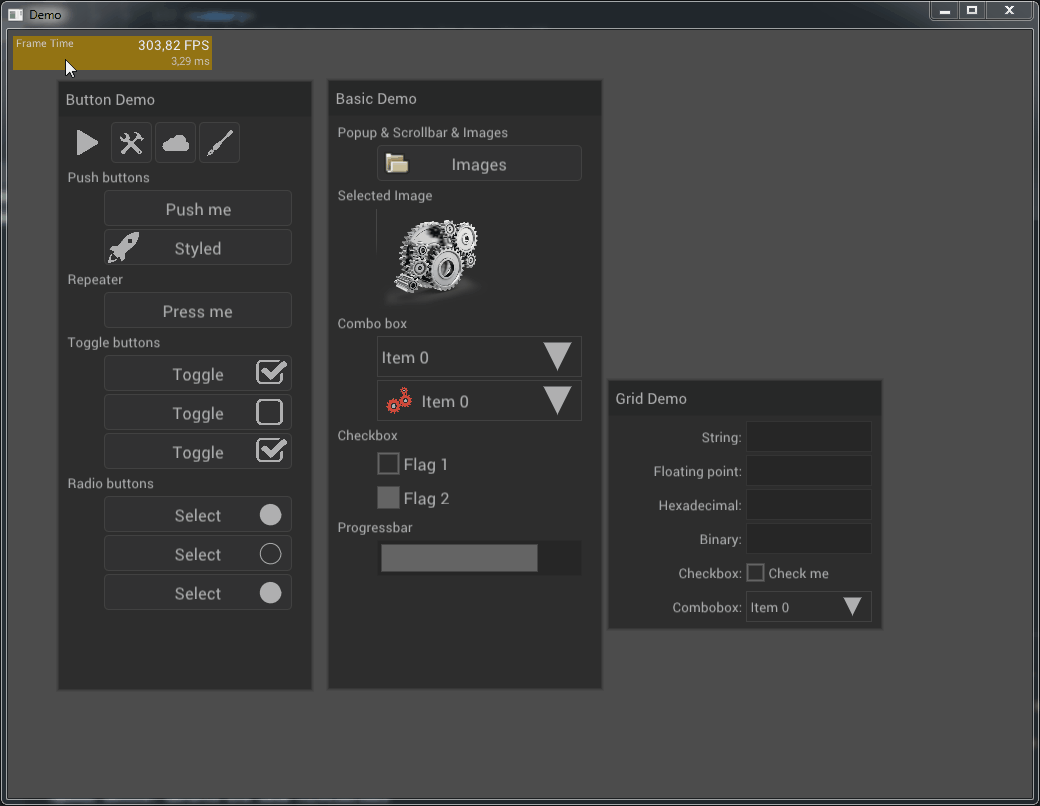 Demo
Frame Time 303,82 FPS
3,29 ms
Button Demo
Push buttons
Push me
Styled
Repeater
Press me
Toggle buttons
Toggle
Toggle
Toggle
Radio buttons
Select
Select
Select
Basic Demo
Popup & Scrollbar & Images
Images
Selected Image
Combo box
Item 0
Item 0
Checkbox
Flag 1
Flag 2
Progressbar
Grid Demo
String:
Floating point:
Hexadecimal:
Binary:
Checkbox: Check me
Combobox: Item 0